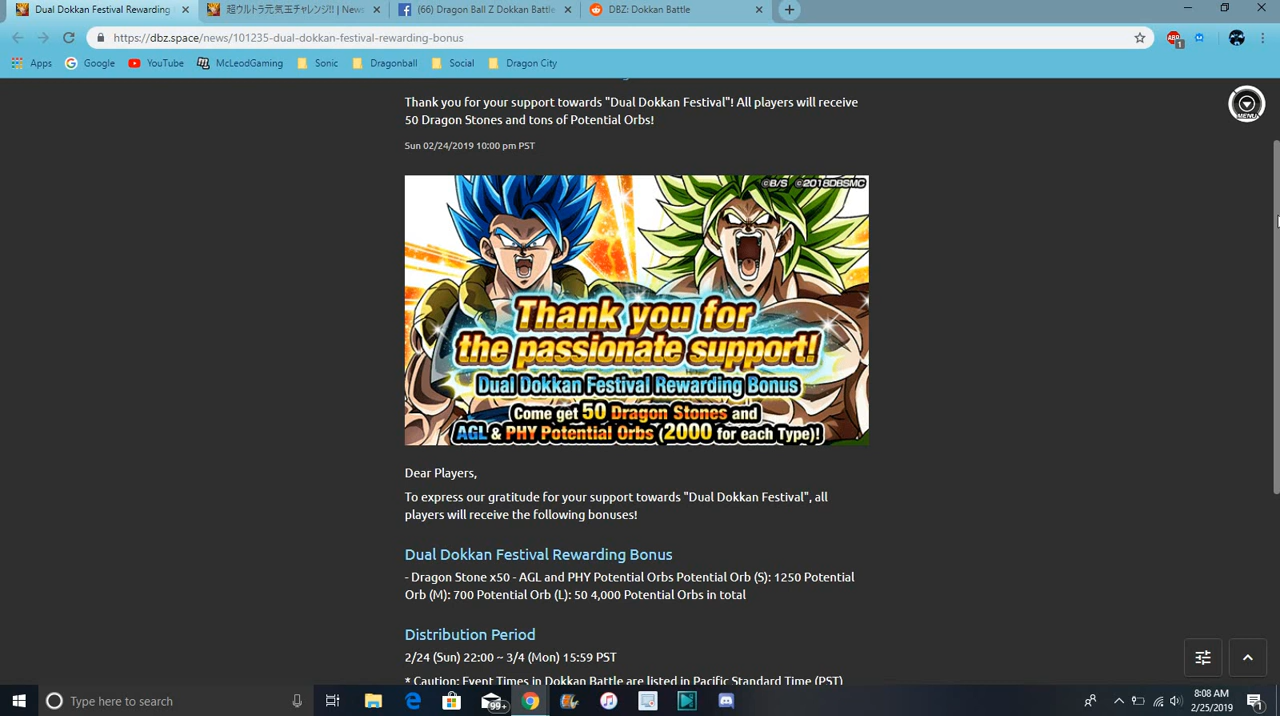 Dual Dokkan Festival Rewarding
超ウルトラ元気玉チャレンジ!! | News
(66) Dragon Ball Z Dokkan Battle
DBZ: Dokkan Battle
https://dbz.space/news/101235-dual-dokkan-festival-rewarding-bonus
ABP
1
Apps
Google
YouTube
McLeodGaming
Sonic
Dragonball
Social
Dragon City
Thank you for your support towards "Dual Dokkan Festival"! All players will receive
50 Dragon Stones and tons of Potential Orbs!
MENU
Sun 02/24/2019 10:00 pm PST
©B/S ©2018DBSMC
Thank you for
the passionate support!
Dual Dokkan Festival Rewarding Bonus
Come get 50 Dragon Stones and
AGL & PHY Potential Orbs (2000 for each Type)!
Dear Players,
To express our gratitude for your support towards "Dual Dokkan Festival", all
players will receive the following bonuses!
Dual Dokkan Festival Rewarding Bonus
- Dragon Stone x50 - AGL and PHY Potential Orbs Potential Orb (S): 1250 Potential
Orb (M): 700 Potential Orb (L): 50 4,000 Potential Orbs in total
Distribution Period
2/24 (Sun) 22:00 ~ 3/4 (Mon) 15:59 PST
* Caution: Event Times in Dokkan Battle are listed in Pacific Standard Time (PST)
Type here to search
99+
8:08 AM
2/25/2019
1